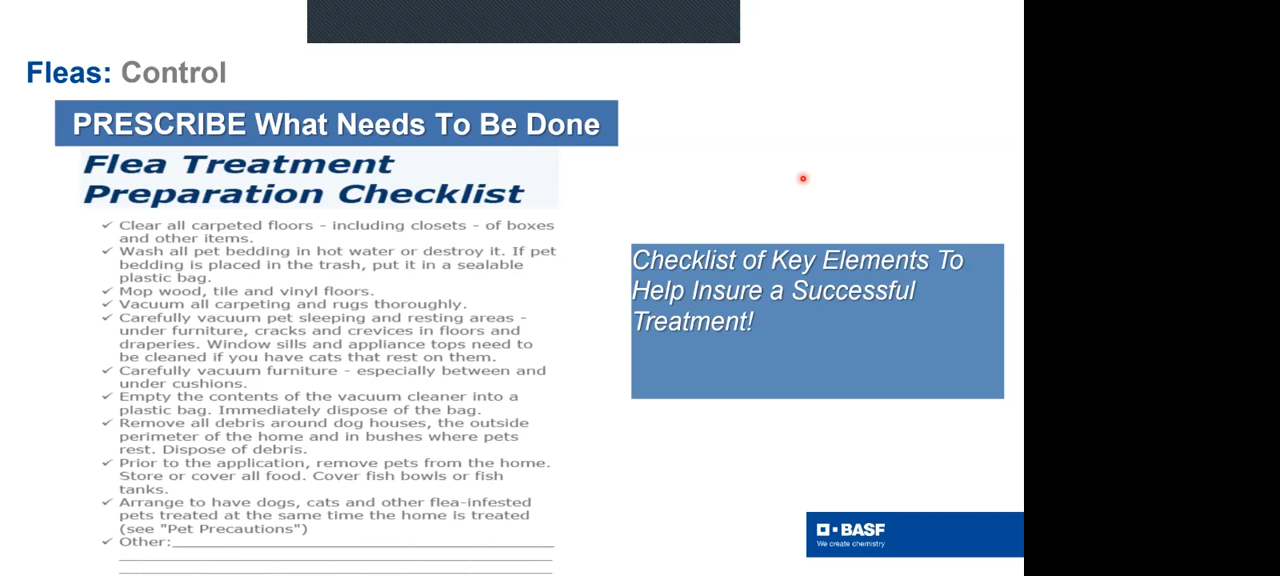 Fleas: Control
PRESCRIBE What Needs To Be Done
Flea Treatment
Preparation Checklist
✓ Clear all carpeted floors - including closets - of boxes
and other items.
✓ Wash all pet bedding in hot water or destroy it. If pet
bedding is placed in the trash, put it in a sealable
plastic bag.
✓ Mop wood, tile and vinyl floors.
✓ Vacuum all carpeting and rugs thoroughly.
✓ Carefully vacuum pet sleeping and resting areas -
under furniture, cracks and crevices in floors and
draperies. Window sills and appliance tops need to
be cleaned if you have cats that rest on them.
✓ Carefully vacuum furniture - especially between and
under cushions.
✓ Empty the contents of the vacuum cleaner into a
plastic bag. Immediately dispose of the bag.
✓ Remove all debris around dog houses, the outside
perimeter of the home and in bushes where pets
rest. Dispose of debris.
✓ Prior to the application, remove pets from the home.
Store or cover all food. Cover fish bowls or fish
tanks.
✓ Arrange to have dogs, cats and other flea-infested
pets treated at the same time the home is treated
(see "Pet Precautions")
✓ Other:
Checklist of Key Elements To
Help Insure a Successful
Treatment!
BASF
We create chemistry